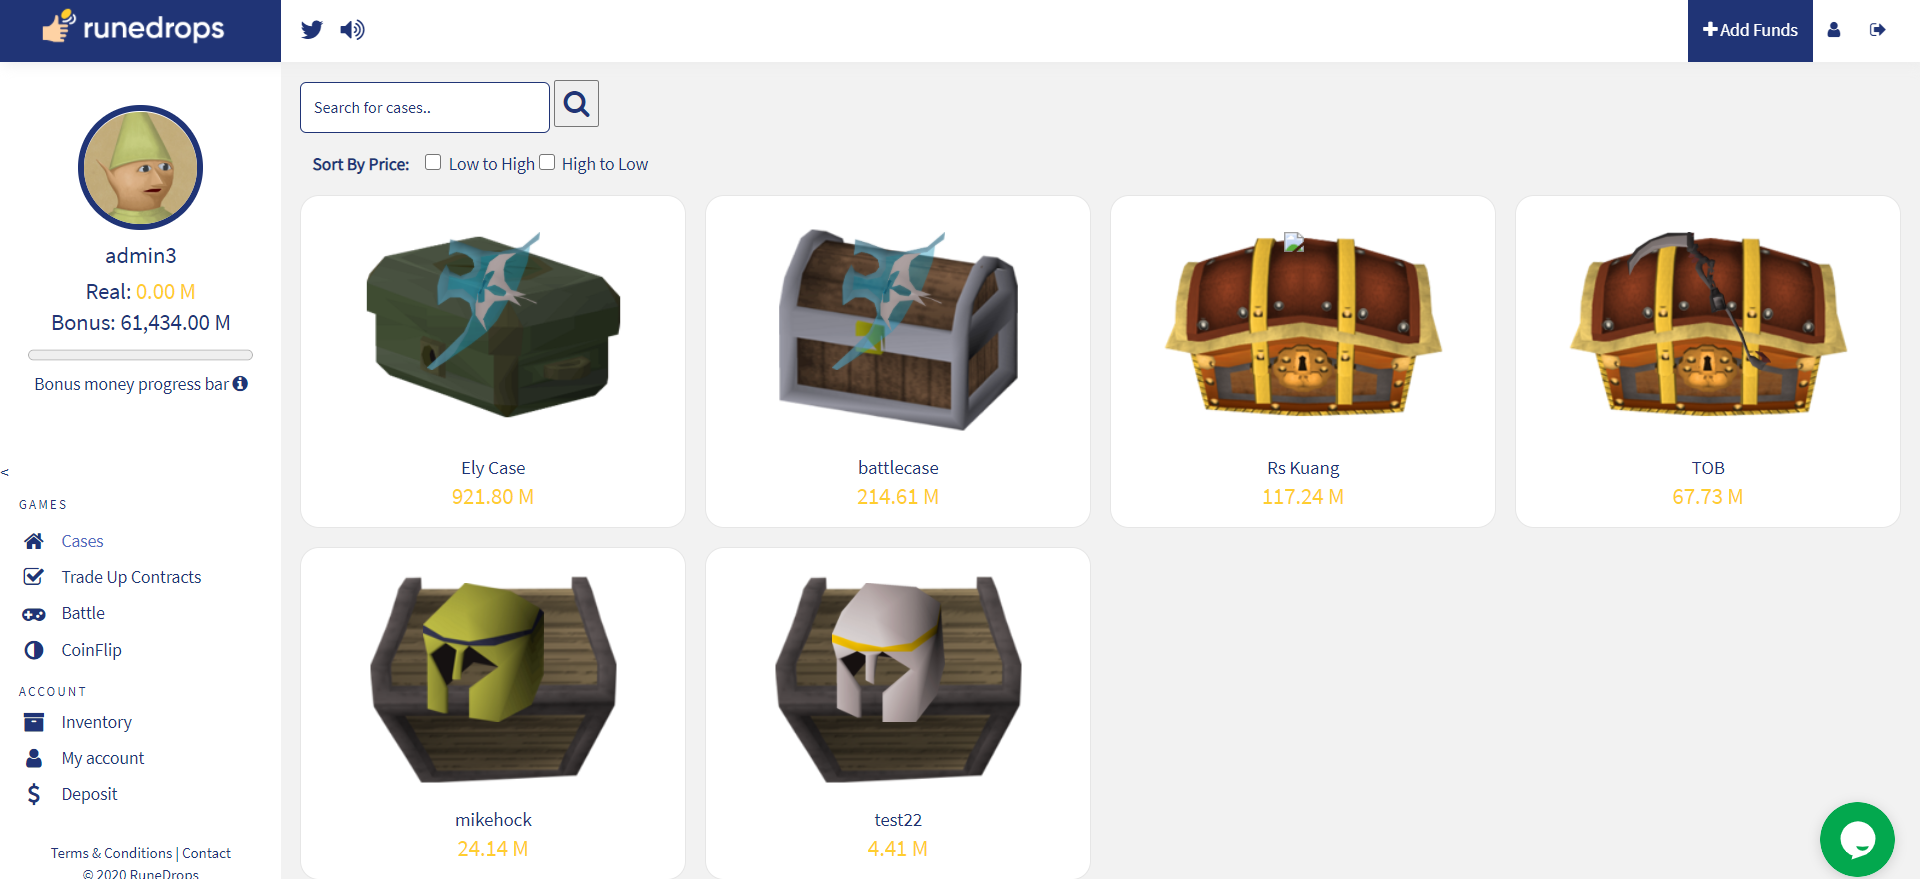 runedrops
Add Funds
admin3
Real: 0.00 M
Bonus: 61,434.00 M
Bonus money progress bar
<
GAMES
Cases
Trade Up Contracts
Battle
CoinFlip
ACCOUNT
Inventory
My account
Deposit
Terms & Conditions | Contact
© 2020 RuneDrops
Search for cases..
Sort By Price: Low to High High to Low
Ely Case
921.80 M
battlecase
214.61 M
Rs Kuang
117.24 M
TOB
67.73 M
mikehock
24.14 M
test22
4.41 M